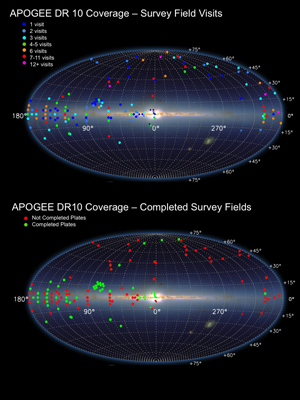 APOGEE DR 10 Coverage – Survey Field Visits
1 visit
2 visits
3 visits
4-5 visits
6 visits
7-11 visits
12+ visits
+75°
+60°
+45°
+30°
+15°
180°
90°
0°
270°
+15°
+30°
+45°
+60°
+75°
APOGEE DR10 Coverage – Completed Survey Fields
Not Completed Plates
Completed Plates
+75°
+60°
+45°
+30°
+15°
180°
90°
0°
270°
+15°
+30°
+45°
+60°
+75°